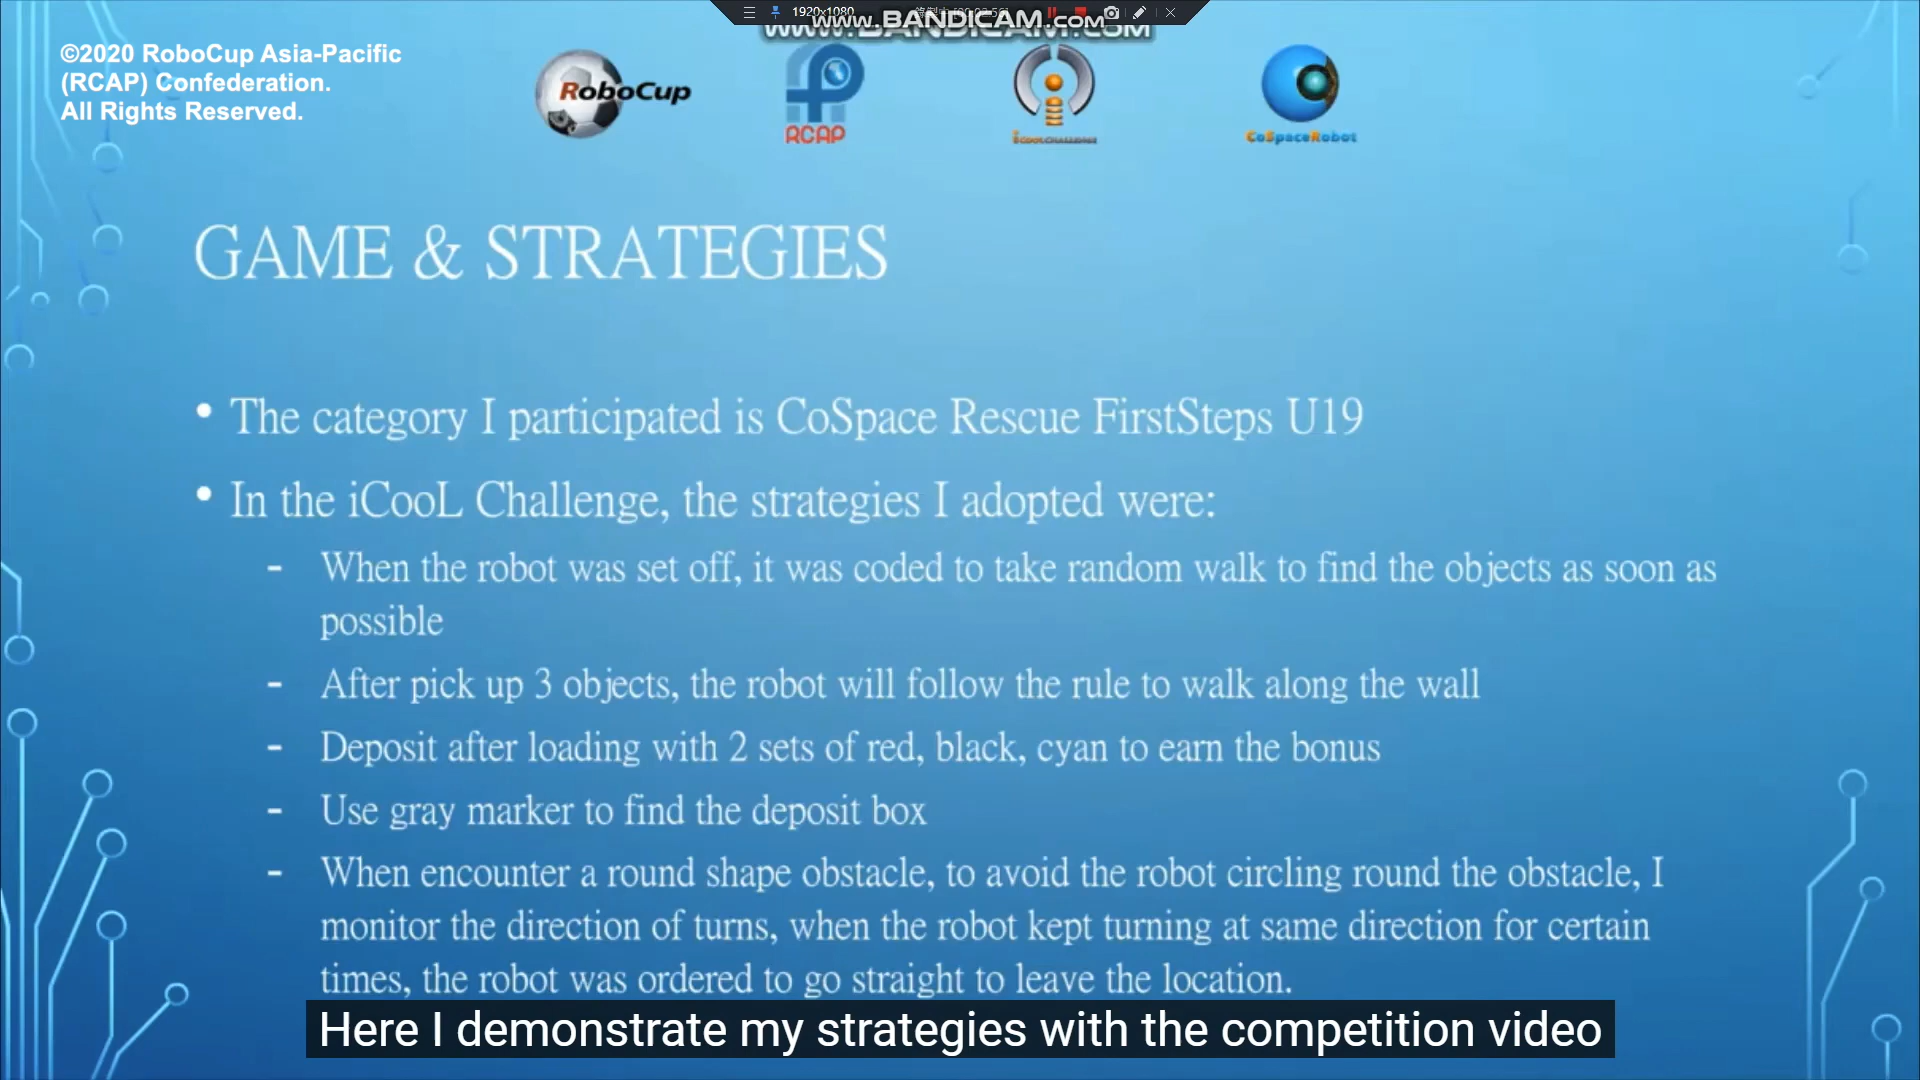 1920x1080
www.BANDICAM.com
www.BANDICAM.com
©2020 RoboCup Asia-Pacific
(RCAP) Confederation.
All Rights Reserved.
RoboCup
RCAP
iCooLCHALLENGE
CoSpaceRobot
GAME & STRATEGIES
• The category I participated is CoSpace Rescue FirstSteps U19
• In the iCooL Challenge, the strategies I adopted were:
- When the robot was set off, it was coded to take random walk to find the objects as soon as
possible
- After pick up 3 objects, the robot will follow the rule to walk along the wall
- Deposit after loading with 2 sets of red, black, cyan to earn the bonus
- Use gray marker to find the deposit box
- When encounter a round shape obstacle, to avoid the robot circling round the obstacle, I
monitor the direction of turns, when the robot kept turning at same direction for certain
times, the robot was ordered to go straight to leave the location.
Here I demonstrate my strategies with the competition video